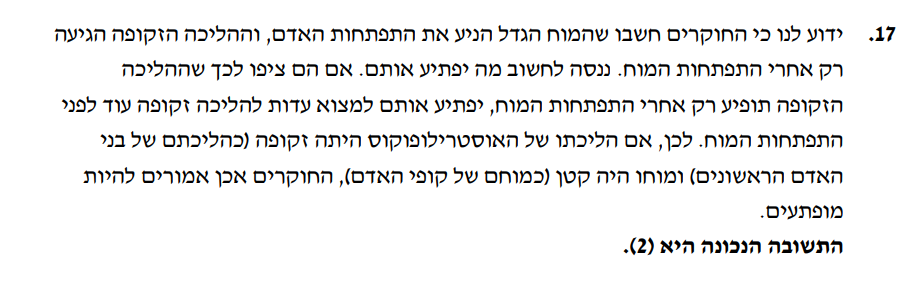 17. ידוע לנו כי החוקרים חשבו שהמוח הגדל הניע את התפתחות האדם, וההליכה הזקופה הגיעה
רק אחרי התפתחות המוח. ננסה לחשוב מה יפתיע אותם. אם הם ציפו לכך שההליכה
הזקופה תופיע רק אחרי התפתחות המוח, יפתיע אותם למצוא עדות להליכה זקופה עוד לפני
התפתחות המוח. לכן, אם הליכתו של האוסטרילופוקוס היתה זקופה (כהליכתם של בני
האדם הראשונים) ומוחו היה קטן (כמוחם של קופי האדם), החוקרים אכן אמורים להיות
מופתעים.
התשובה הנכונה היא (2).